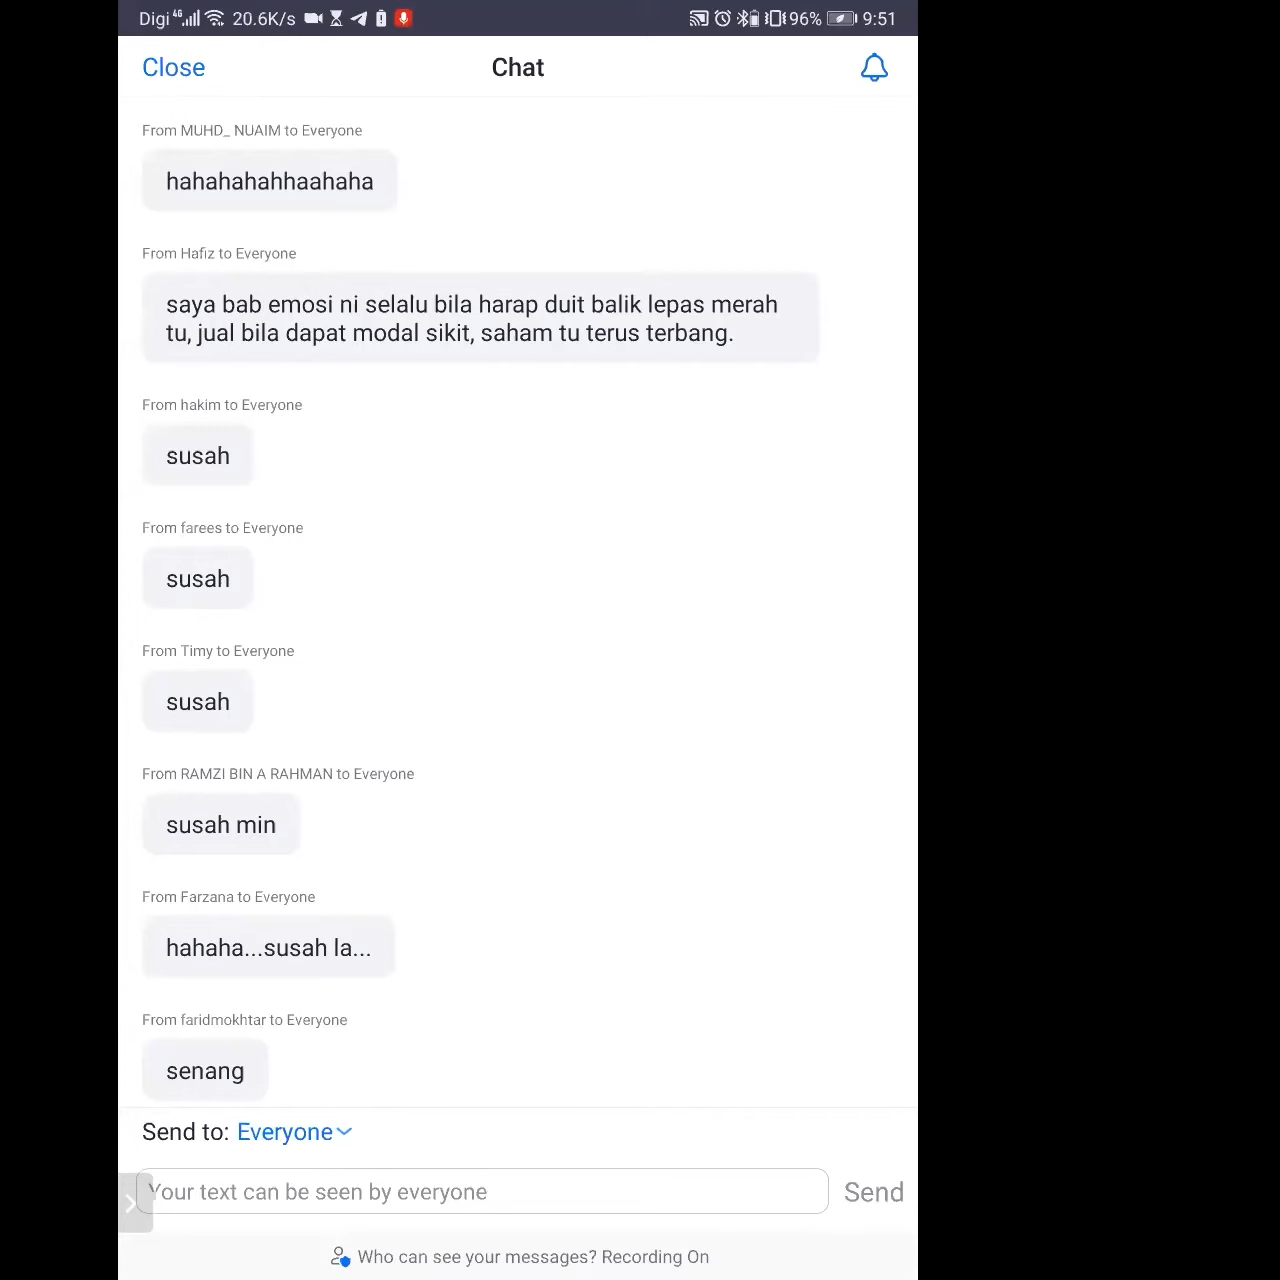 Digi 4G 20.6K/s 96% 9:51
Close Chat
From MUHD_ NUAIM to Everyone
hahahahahhaahaha
From Hafiz to Everyone
saya bab emosi ni selalu bila harap duit balik lepas merah
tu, jual bila dapat modal sikit, saham tu terus terbang.
From hakim to Everyone
susah
From farees to Everyone
susah
From Timy to Everyone
susah
From RAMZI BIN A RAHMAN to Everyone
susah min
From Farzana to Everyone
hahaha...susah la...
From faridmokhtar to Everyone
senang
Send to: Everyone
Your text can be seen by everyone Send
Who can see your messages? Recording On